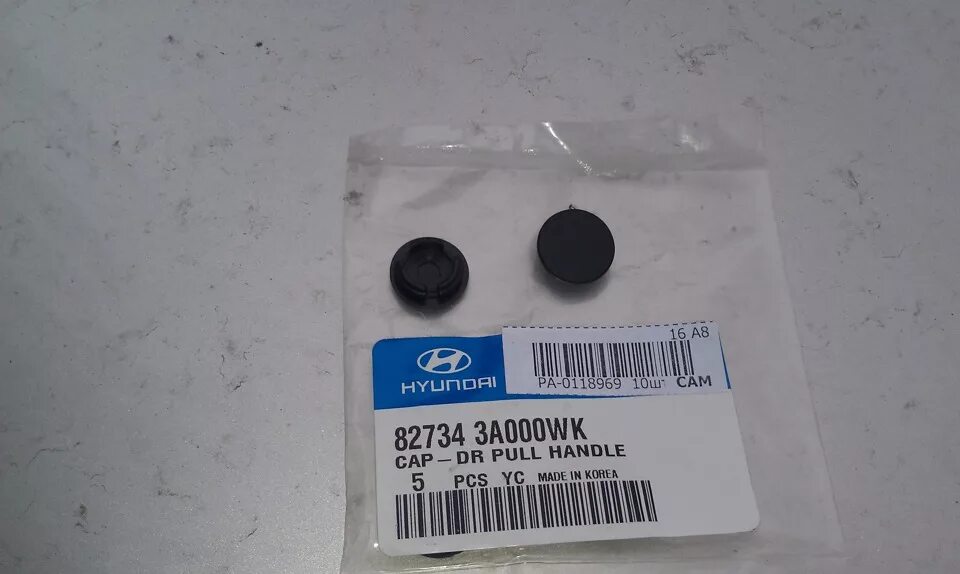 16 A8
HYUNDAI
PA-0118969 10шт САМ
82734 3A000WK
CAP-DR PULL HANDLE
5 PCS YC MADE IN KOREA